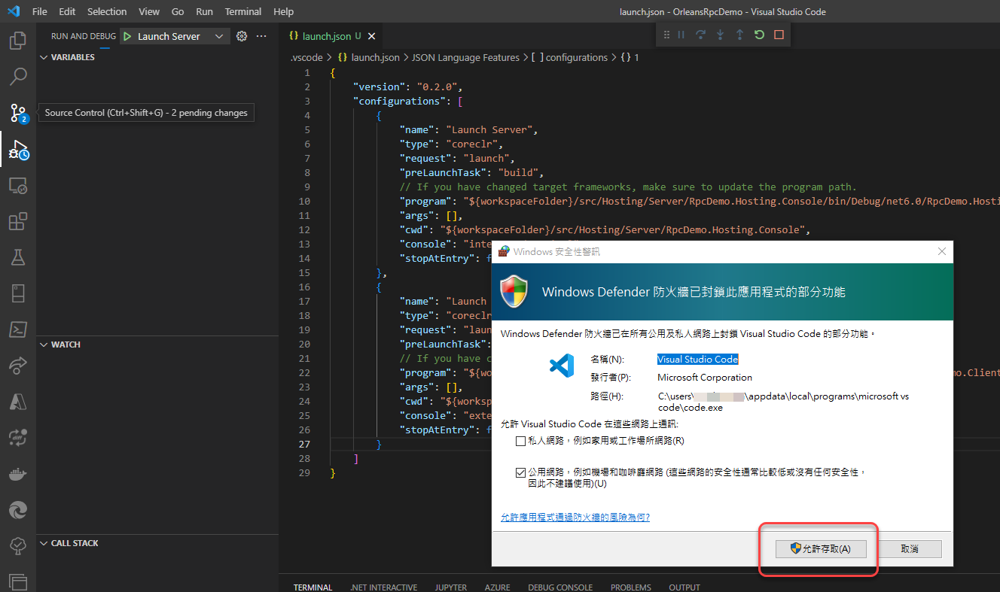 File Edit Selection View Go Run Terminal Help
launch.json - OrleansRpcDemo - Visual Studio Code
RUN AND DEBUG Launch Server
{} launch.json U
.vscode > {} launch.json > JSON Language Features > [ ] configurations > {} 1
VARIABLES
Source Control (Ctrl+Shift+G) - 2 pending changes
2
WATCH
CALL STACK
1 {
2 "version": "0.2.0",
3 "configurations": [
4 {
5 "name": "Launch Server",
6 "type": "coreclr",
7 "request": "launch",
8 "preLaunchTask": "build",
9 // If you have changed target frameworks, make sure to update the program path.
10 "program": "${workspaceFolder}/src/Hosting/Server/RpcDemo.Hosting.Console/bin/Debug/net6.0/RpcDemo.Hosti
11 "args": [],
12 "cwd": "${workspaceFolder}/src/Hosting/Server/RpcDemo.Hosting.Console",
13 "console": "inte
14 "stopAtEntry": f
15 },
16 {
17 "name": "Launch
18 "type": "coreclr
19 "request": "laun
20 "preLaunchTask":
21 // If you have c
22 "program": "${wo mo.Client
23 "args": [],
24 "cwd": "${worksp
25 "console": "exte
26 "stopAtEntry": f
27 }
28 ]
29 }
Windows 安全性警訊
Windows Defender 防火牆已封鎖此應用程式的部分功能
Windows Defender 防火牆已在所有公用及私人網路上封鎖 Visual Studio Code 的部分功能。
名稱(N): Visual Studio Code
發行者(P): Microsoft Corporation
路徑(H): C:\users\ \appdata\local\programs\microsoft vs
code\code.exe
允許 Visual Studio Code 在這些網路上通訊:
私人網路，例如家用或工作場所網路(R)
公用網路，例如機場和咖啡廳網路 (這些網路的安全性通常比較低或沒有任何安全性，
因此不建議使用)(U)
允許應用程式通過防火牆的風險為何?
允許存取(A) 取消
TERMINAL .NET INTERACTIVE JUPYTER AZURE DEBUG CONSOLE PROBLEMS OUTPUT